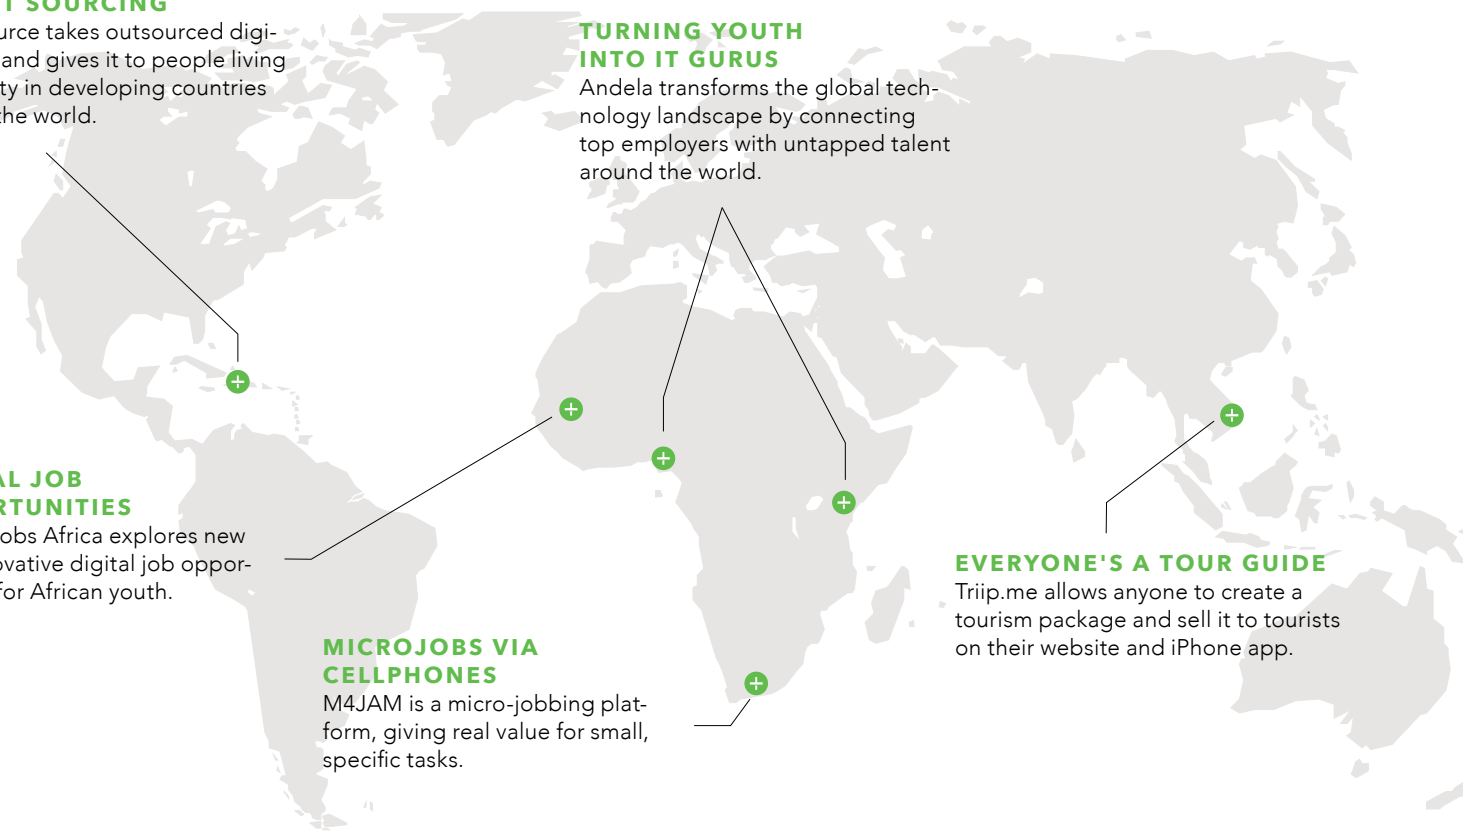 T SOURCING
urce takes outsourced digi-
and gives it to people living
ty in developing countries
the world.
TURNING YOUTH
INTO IT GURUS
Andela transforms the global tech-
nology landscape by connecting
top employers with untapped talent
around the world.
AL JOB
RTUNITIES
obs Africa explores new
ovative digital job oppor-
for African youth.
EVERYONE'S A TOUR GUIDE
Triip.me allows anyone to create a
tourism package and sell it to tourists
on their website and iPhone app.
MICROJOBS VIA
CELLPHONES
M4JAM is a micro-jobbing plat-
form, giving real value for small,
specific tasks.